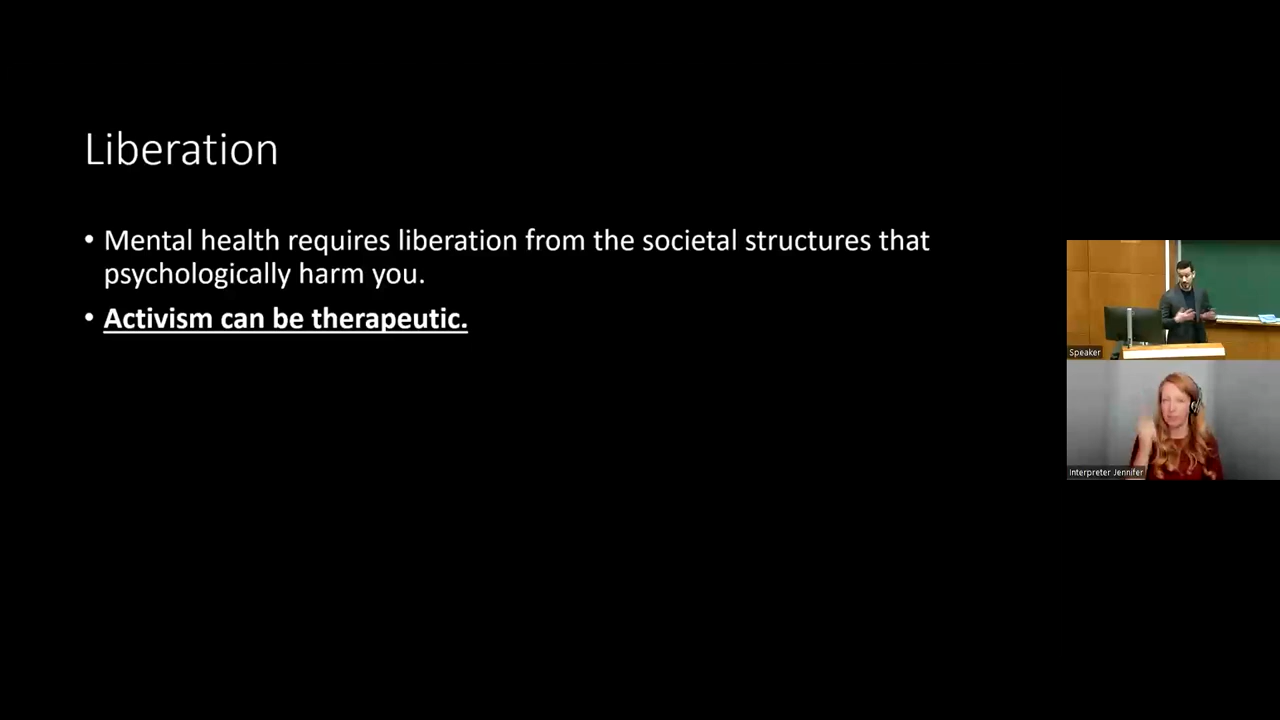 Liberation
• Mental health requires liberation from the societal structures that
psychologically harm you.
• Activism can be therapeutic.
Speaker
Interpreter Jennifer